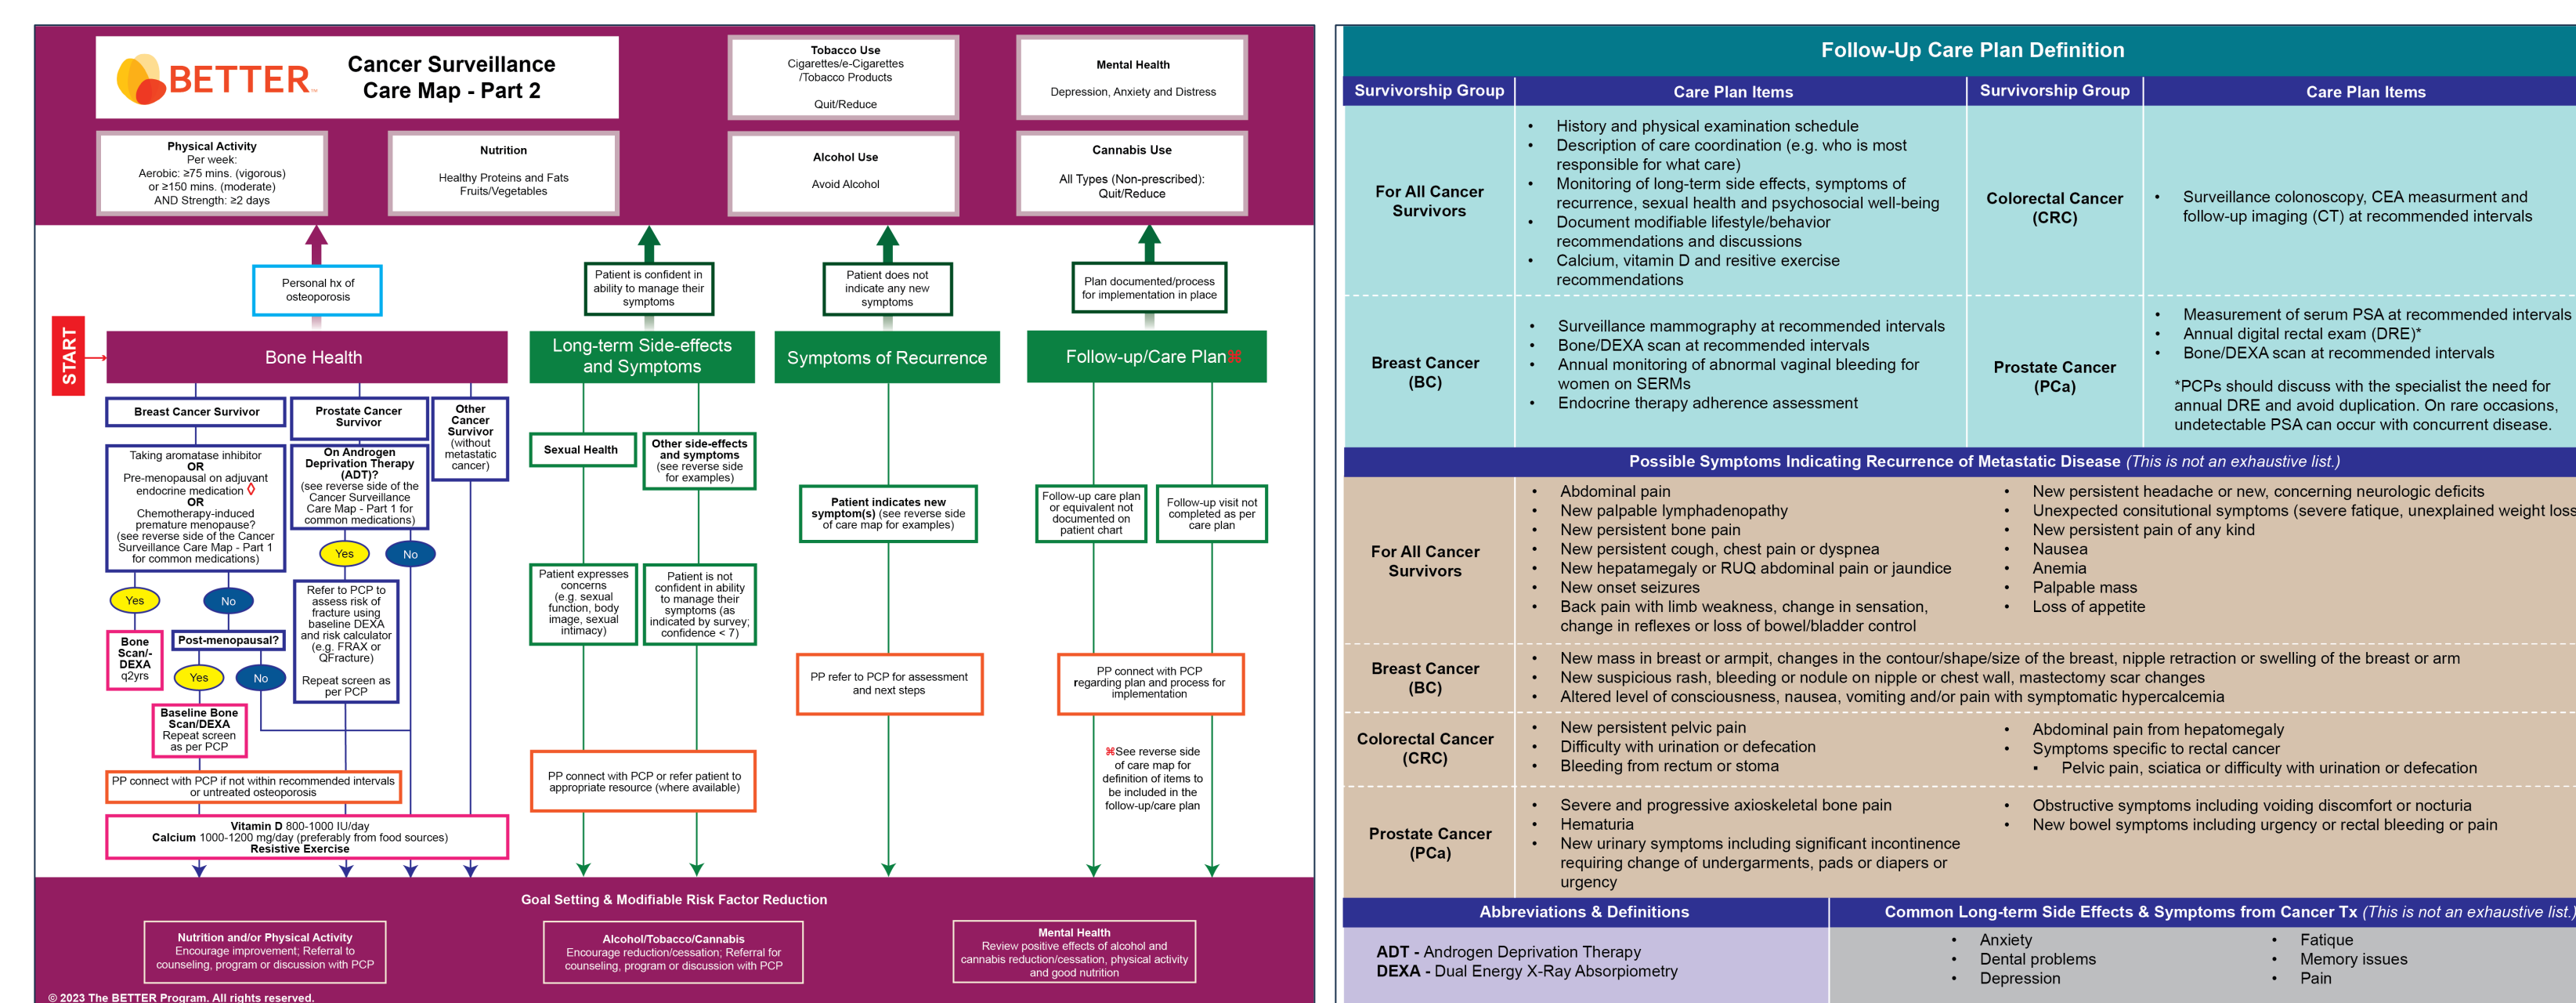 BETTER
Cancer Surveillance
Care Map - Part 2
Tobacco Use
Cigarettes/e-Cigarettes
/Tobacco Products
Quit/Reduce
Mental Health
Depression, Anxiety and Distress
Physical Activity
Per week:
Aerobic: ≥75 mins. (vigorous)
or ≥150 mins. (moderate)
AND Strength: ≥2 days
Nutrition
Healthy Proteins and Fats
Fruits/Vegetables
Alcohol Use
Avoid Alcohol
Cannabis Use
All Types (Non-prescribed):
Quit/Reduce
Personal hx of
osteoporosis
Patient is confident in
ability to manage their
symptoms
Patient does not
indicate any new
symptoms
Plan documented/process
for implementation in place
START
Bone Health
Long-term Side-effects
and Symptoms
Symptoms of Recurrence
Follow-up/Care Plan⌘
Breast Cancer Survivor
Prostate Cancer
Survivor
Other
Cancer
Survivor
(without
metastatic
cancer)
Taking aromatase inhibitor
OR
Pre-menopausal on adjuvant
endocrine medication ◊
OR
Chemotherapy-induced
premature menopause?
(see reverse side of the Cancer
Surveillance Care Map - Part 1
for common medications)
On Androgen
Deprivation Therapy
(ADT)?
(see reverse side of the
Cancer Surveillance
Care Map - Part 1 for
common medications)
Yes
No
Yes
No
Bone
Scan/-
DEXA
q2yrs
Post-menopausal?
Yes
No
Refer to PCP to
assess risk of
fracture using
baseline DEXA
and risk calculator
(e.g. FRAX or
QFracture)
Repeat screen as
per PCP
Baseline Bone
Scan/DEXA
Repeat screen
as per PCP
PP connect with PCP if not within recommended intervals
or untreated osteoporosis
Vitamin D 800-1000 IU/day
Calcium 1000-1200 mg/day (preferably from food sources)
Resistive Exercise
Sexual Health
Other side-effects
and symptoms
(see reverse side
for examples)
Patient expresses
concerns
(e.g. sexual
function, body
image, sexual
intimacy)
Patient is not
confident in ability
to manage their
symptoms (as
indicated by survey;
confidence < 7)
PP connect with PCP or refer patient to
appropriate resource (where available)
Patient indicates new
symptom(s) (see reverse side
of care map for examples)
PP refer to PCP for assessment
and next steps
Follow-up care plan
or equivalent not
documented on
patient chart
Follow-up visit not
completed as per
care plan
PP connect with PCP
regarding plan and process for
implementation
⌘See reverse side
of care map for
definition of items to
be included in the
follow-up/care plan
Goal Setting & Modifiable Risk Factor Reduction
Nutrition and/or Physical Activity
Encourage improvement; Referral to
counseling, program or discussion with PCP
Alcohol/Tobacco/Cannabis
Encourage reduction/cessation; Referral for
counseling, program or discussion with PCP
Mental Health
Review positive effects of alcohol and
cannabis reduction/cessation, physical activity
and good nutrition
© 2023 The BETTER Program. All rights reserved.
Follow-Up Care Plan Definition
Survivorship Group
Care Plan Items
Survivorship Group
Care Plan Items
For All Cancer
Survivors
• History and physical examination schedule
• Description of care coordination (e.g. who is most
responsible for what care)
• Monitoring of long-term side effects, symptoms of
recurrence, sexual health and psychosocial well-being
• Document modifiable lifestyle/behavior
recommendations and discussions
• Calcium, vitamin D and resitive exercise
recommendations
Colorectal Cancer
(CRC)
• Surveillance colonoscopy, CEA measurment and
follow-up imaging (CT) at recommended intervals
Breast Cancer
(BC)
• Surveillance mammography at recommended intervals
• Bone/DEXA scan at recommended intervals
• Annual monitoring of abnormal vaginal bleeding for
women on SERMs
• Endocrine therapy adherence assessment
Prostate Cancer
(PCa)
• Measurement of serum PSA at recommended intervals
• Annual digital rectal exam (DRE)*
• Bone/DEXA scan at recommended intervals
*PCPs should discuss with the specialist the need for
annual DRE and avoid duplication. On rare occasions,
undetectable PSA can occur with concurrent disease.
Possible Symptoms Indicating Recurrence of Metastatic Disease (This is not an exhaustive list.)
For All Cancer
Survivors
• Abdominal pain
• New palpable lymphadenopathy
• New persistent bone pain
• New persistent cough, chest pain or dyspnea
• New hepatamegaly or RUQ abdominal pain or jaundice
• New onset seizures
• Back pain with limb weakness, change in sensation,
change in reflexes or loss of bowel/bladder control
• New persistent headache or new, concerning neurologic deficits
• Unexpected consitutional symptoms (severe fatique, unexplained weight loss
• New persistent pain of any kind
• Nausea
• Anemia
• Palpable mass
• Loss of appetite
Breast Cancer
(BC)
• New mass in breast or armpit, changes in the contour/shape/size of the breast, nipple retraction or swelling of the breast or arm
• New suspicious rash, bleeding or nodule on nipple or chest wall, mastectomy scar changes
• Altered level of consciousness, nausea, vomiting and/or pain with symptomatic hypercalcemia
Colorectal Cancer
(CRC)
• New persistent pelvic pain
• Difficulty with urination or defecation
• Bleeding from rectum or stoma
• Abdominal pain from hepatomegaly
• Symptoms specific to rectal cancer
• Pelvic pain, sciatica or difficulty with urination or defecation
Prostate Cancer
(PCa)
• Severe and progressive axioskeletal bone pain
• Hematuria
• New urinary symptoms including significant incontinence
requiring change of undergarments, pads or diapers or
urgency
• Obstructive symptoms including voiding discomfort or nocturia
• New bowel symptoms including urgency or rectal bleeding or pain
Abbreviations & Definitions
ADT - Androgen Deprivation Therapy
DEXA - Dual Energy X-Ray Absorpiometry
Common Long-term Side Effects & Symptoms from Cancer Tx (This is not an exhaustive list.)
• Anxiety
• Dental problems
• Depression
• Fatique
• Memory issues
• Pain